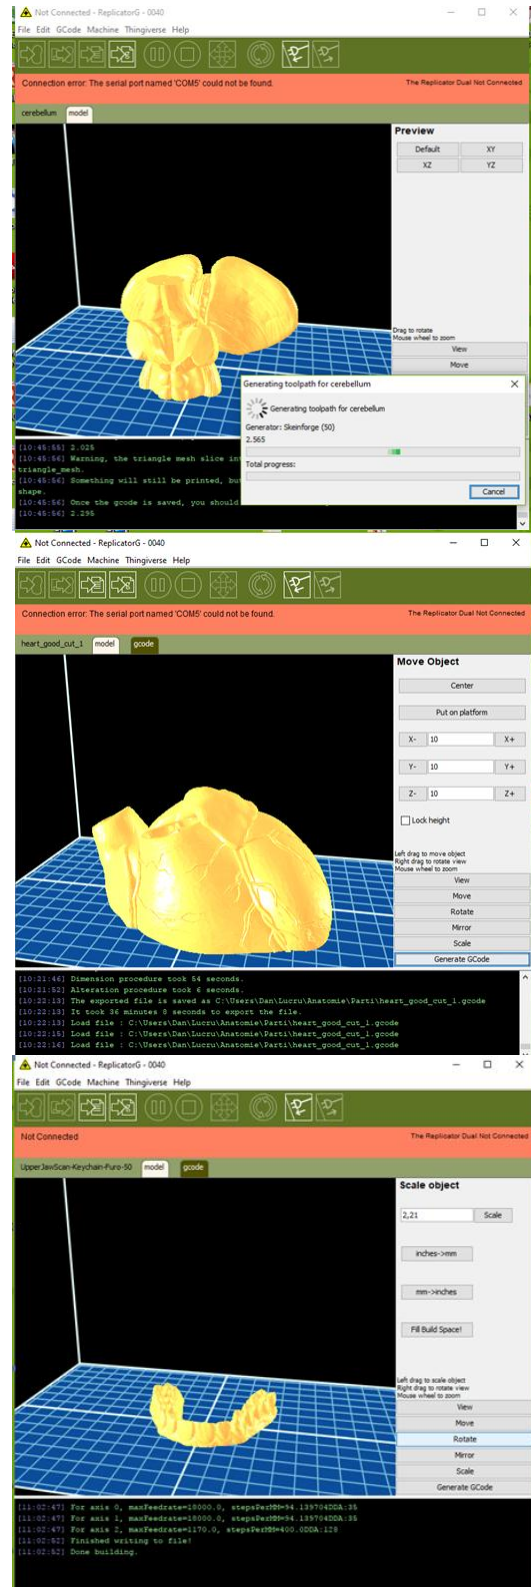 Not Connected - ReplicatorG - 0040
File Edit GCode Machine Thingiverse Help
Connection error: The serial port named 'COM5' could not be found.
The Replicator Dual Not Connected
cerebellum model
Preview
Default XY
XZ YZ
Drag to rotate
Mouse wheel to zoom
View
Move
Generating toolpath for cerebellum
Generating toolpath for cerebellum
Generator: Skeinforge (50)
2.565
Total progress:
Cancel
[10:45:55] 2.025
[10:45:56] Warning, the triangle mesh slice int
triangle_mesh.
[10:45:56] Something will still be printed, bu
shape.
[10:45:56] Once the gcode is saved, you should
[10:45:56] 2.295
Not Connected - ReplicatorG - 0040
File Edit GCode Machine Thingiverse Help
Connection error: The serial port named 'COM5' could not be found.
The Replicator Dual Not Connected
heart_good_cut_1 model gcode
Move Object
Center
Put on platform
X- 10 X+
Y- 10 Y+
Z- 10 Z+
Lock height
Left drag to move object
Right drag to rotate view
Mouse wheel to zoom
View
Move
Rotate
Mirror
Scale
Generate GCode
[10:21:46] Dimension procedure took 54 seconds.
[10:21:52] Alteration procedure took 6 seconds.
[10:22:13] The exported file is saved as C:\Users\Dan\Lucru\Anatomie\Parti\heart_good_cut_1.gcode
[10:22:13] It took 36 minutes 8 seconds to export the file.
[10:22:13] Load file : C:\Users\Dan\Lucru\Anatomie\Parti\heart_good_cut_1.gcode
[10:22:15] Load file : C:\Users\Dan\Lucru\Anatomie\Parti\heart_good_cut_1.gcode
[10:22:16] Load file : C:\Users\Dan\Lucru\Anatomie\Parti\heart_good_cut_1.gcode
Not Connected - ReplicatorG - 0040
File Edit GCode Machine Thingiverse Help
Not Connected
The Replicator Dual Not Connected
UpperJawScan-Keychain-Furo-50 model gcode
Scale object
2,21 Scale
inches->mm
mm->inches
Fill Build Space!
Left drag to scale object
Right drag to rotate view
Mouse wheel to zoom
View
Move
Rotate
Mirror
Scale
Generate GCode
[11:02:47] For axis 0, maxFeedrate=18000.0, stepsPerMM=94.139704DDA:35
[11:02:47] For axis 1, maxFeedrate=18000.0, stepsPerMM=94.139704DDA:35
[11:02:47] For axis 2, maxFeedrate=1170.0, stepsPerMM=400.0DDA:128
[11:02:52] Finished writing to file!
[11:02:52] Done building.